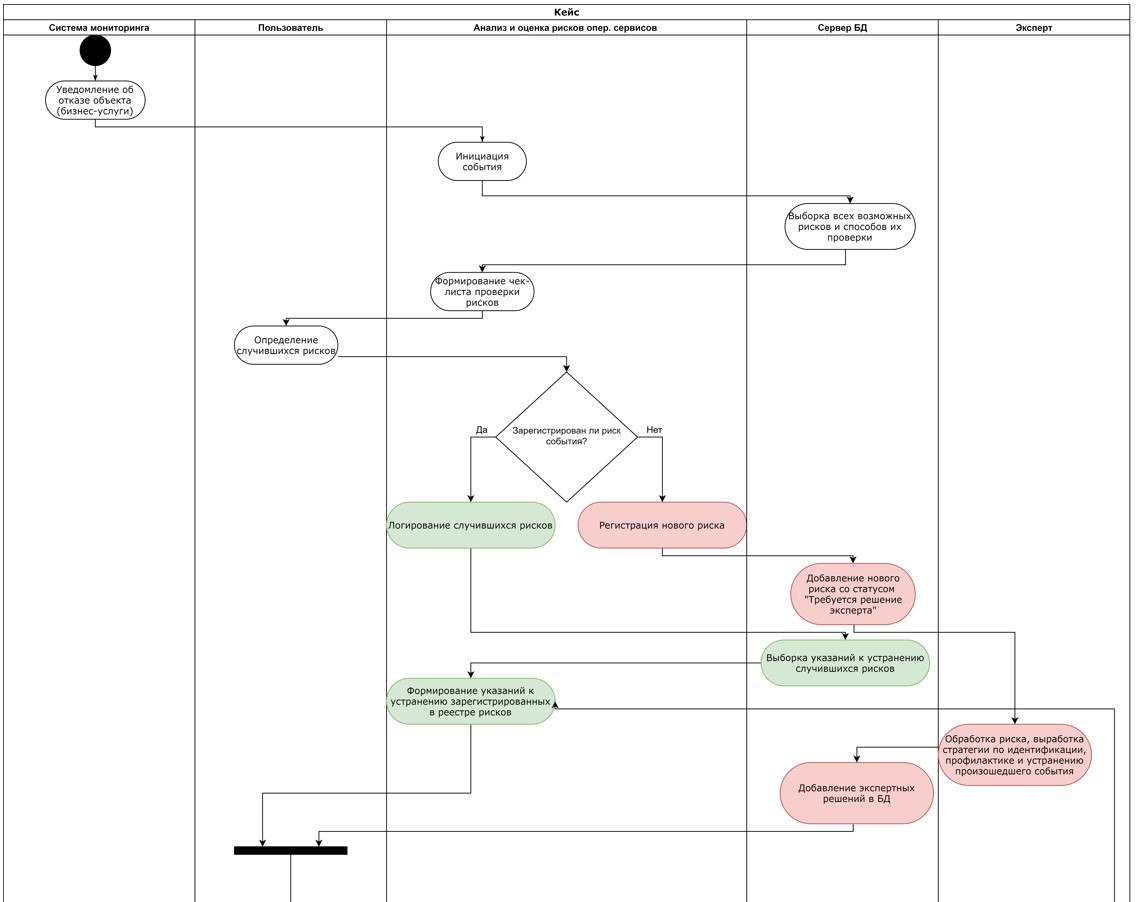 Кейс
Система мониторинга
Пользователь
Анализ и оценка рисков опер. сервисов
Сервер БД
Эксперт
Уведомление об
отказе объекта
(бизнес-услуги)
Инициация
события
Выборка всех возможных
рисков и способов их
проверки
Формирование чек-
листа проверки
рисков
Определение
случившихся рисков
Зарегистрирован ли риск
события?
Да
Нет
Логирование случившихся рисков
Регистрация нового риска
Добавление нового
риска со статусом
"Требуется решение
эксперта"
Выборка указаний к устранению
случившихся рисков
Формирование указаний к
устранению зарегистрированных
в реестре рисков
Обработка риска, выработка
стратегии по идентификации,
профилактике и устранению
произошедшего события
Добавление экспертных
решений в БД